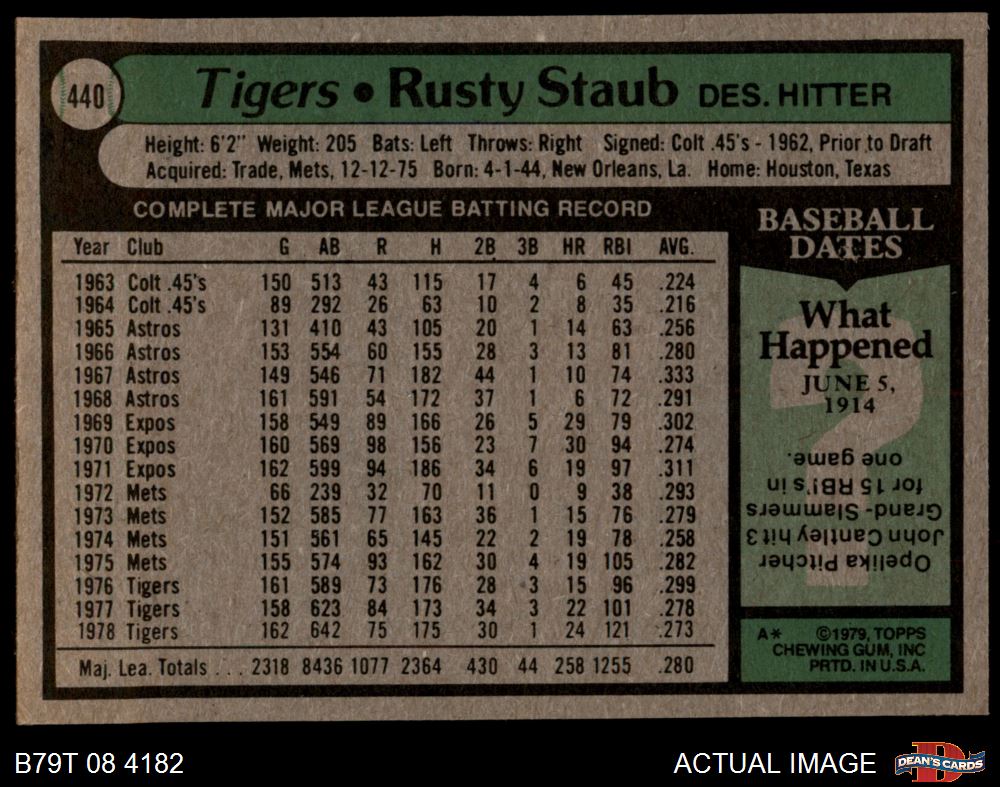 440
Tigers • Rusty Staub DES. HITTER
Height: 6'2" Weight: 205 Bats: Left Throws: Right Signed: Colt .45's - 1962, Prior to Draft
Acquired: Trade, Mets, 12-12-75 Born: 4-1-44, New Orleans, La. Home: Houston, Texas
COMPLETE MAJOR LEAGUE BATTING RECORD
Year Club G AB R H 2B 3B HR RBI AVG.
1963 Colt .45's 150 513 43 115 17 4 6 45 .224
1964 Colt .45's 89 292 26 63 10 2 8 35 .216
1965 Astros 131 410 43 105 20 1 14 63 .256
1966 Astros 153 554 60 155 28 3 13 81 .280
1967 Astros 149 546 71 182 44 1 10 74 .333
1968 Astros 161 591 54 172 37 1 6 72 .291
1969 Expos 158 549 89 166 26 5 29 79 .302
1970 Expos 160 569 98 156 23 7 30 94 .274
1971 Expos 162 599 94 186 34 6 19 97 .311
1972 Mets 66 239 32 70 11 0 9 38 .293
1973 Mets 152 585 77 163 36 1 15 76 .279
1974 Mets 151 561 65 145 22 2 19 78 .258
1975 Mets 155 574 93 162 30 4 19 105 .282
1976 Tigers 161 589 73 176 28 3 15 96 .299
1977 Tigers 158 623 84 173 34 3 22 101 .278
1978 Tigers 162 642 75 175 30 1 24 121 .273
Maj. Lea. Totals . . . 2318 8436 1077 2364 430 44 258 1255 .280
BASEBALL
DATES
What
Happened
JUNE 5,
1914
Opelika Pitcher
John Cantley hit 3
Grand-Slammers
for 15 RBI's in
one game.
A* ©1979, TOPPS
CHEWING GUM, INC
PRTD. IN U.S.A.
B79T 08 4182
ACTUAL IMAGE
DEAN'S CARDS